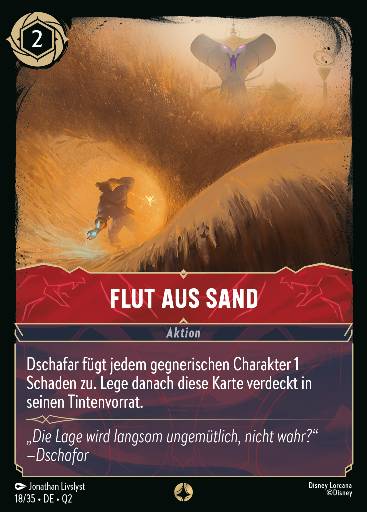 2
FLUT AUS SAND
Aktion
Dschafar fügt jedem gegnerischen Charakter 1
Schaden zu. Lege danach diese Karte verdeckt in
seinen Tintenvorrat.
„Die Lage wird langsam ungemütlich, nicht wahr?“
—Dschofor
Jonathan Livslyst
18/35 • DE • Q2
Disney Lorcana
©Disney